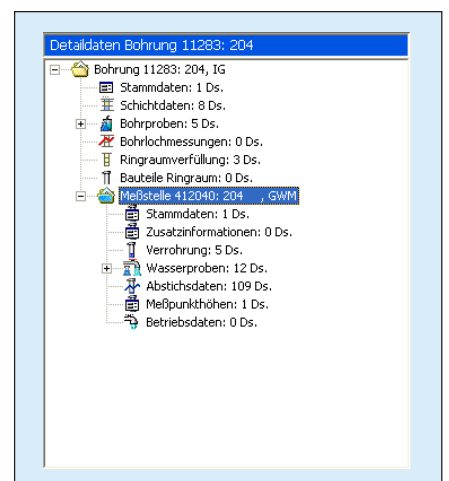 Detaildaten Bohrung 11283: 204
Bohrung 11283: 204, IG
Stammdaten: 1 Ds.
Schichtdaten: 8 Ds.
Bohrproben: 5 Ds.
Bohrlochmessungen: 0 Ds.
Ringraumverfüllung: 3 Ds.
Bauteile Ringraum: 0 Ds.
Meßstelle 412040: 204 , GWM
Stammdaten: 1 Ds.
Zusatzinformationen: 0 Ds.
Verrohrung: 5 Ds.
Wasserproben: 12 Ds.
Abstichsdaten: 109 Ds.
Meßpunkthöhen: 1 Ds.
Betriebsdaten: 0 Ds.